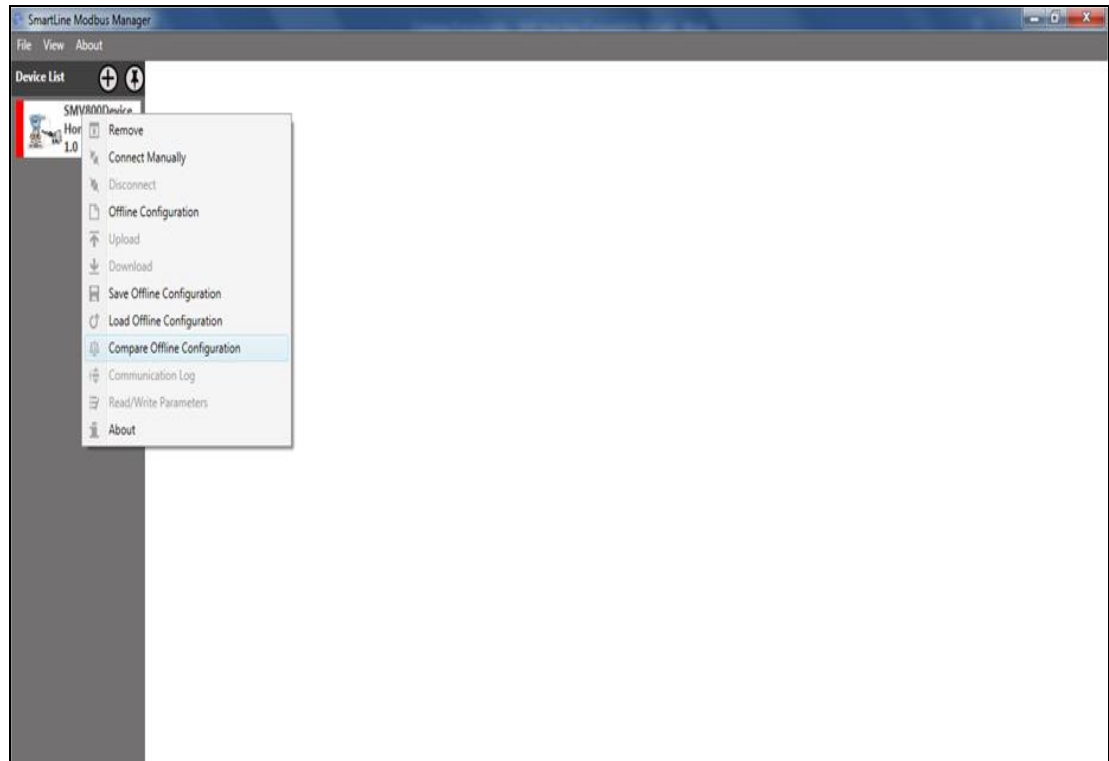 SmartLine Modbus Manager
File View About
Device List
SMV800Device
Hor
1.0
Remove
Connect Manually
Disconnect
Offline Configuration
Upload
Download
Save Offline Configuration
Load Offline Configuration
Compare Offline Configuration
Communication Log
Read/Write Parameters
About